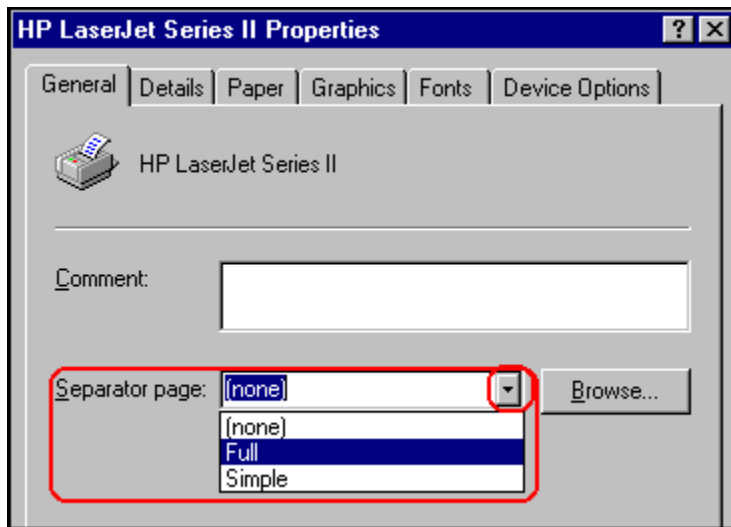 HP LaserJet Series II Properties
General Details Paper Graphics Fonts Device Options
HP LaserJet Series II
Comment:
Separator page: (none) Browse...
(none)
Full
Simple